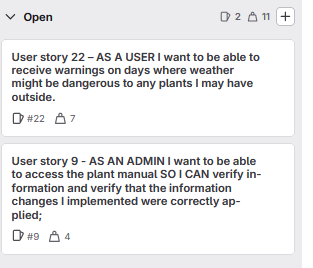 Open 2 11 +
User story 22 – AS A USER I want to be able to
receive warnings on days where weather
might be dangerous to any plants I may have
outside.
#22 7
User story 9 - AS AN ADMIN I want to be able
to access the plant manual SO I CAN verify in-
formation and verify that the information
changes I implemented were correctly ap-
plied;
#9 4